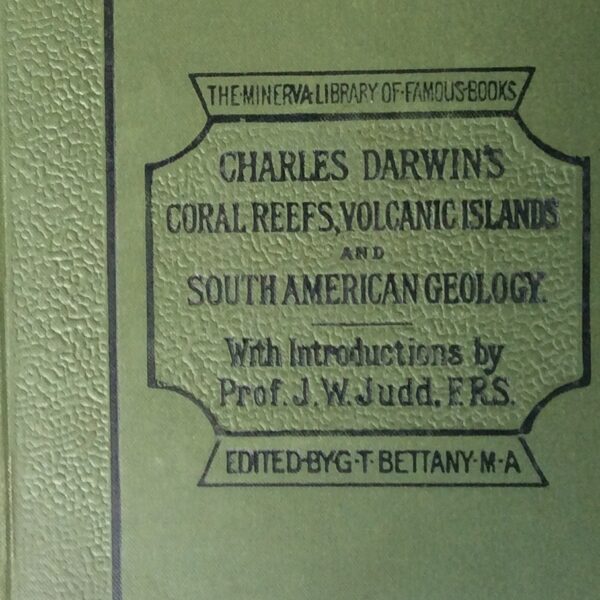 THE·MINERVA·LIBRARY OF·FAMOUS·BOOKS
CHARLES DARWIN'S
CORAL REEFS, VOLCANIC ISLANDS
AND
SOUTH AMERICAN GEOLOGY.
With Introductions by
Prof. J. W. Judd, F.R.S.
EDITED·BY·G·T·BETTANY·M·A